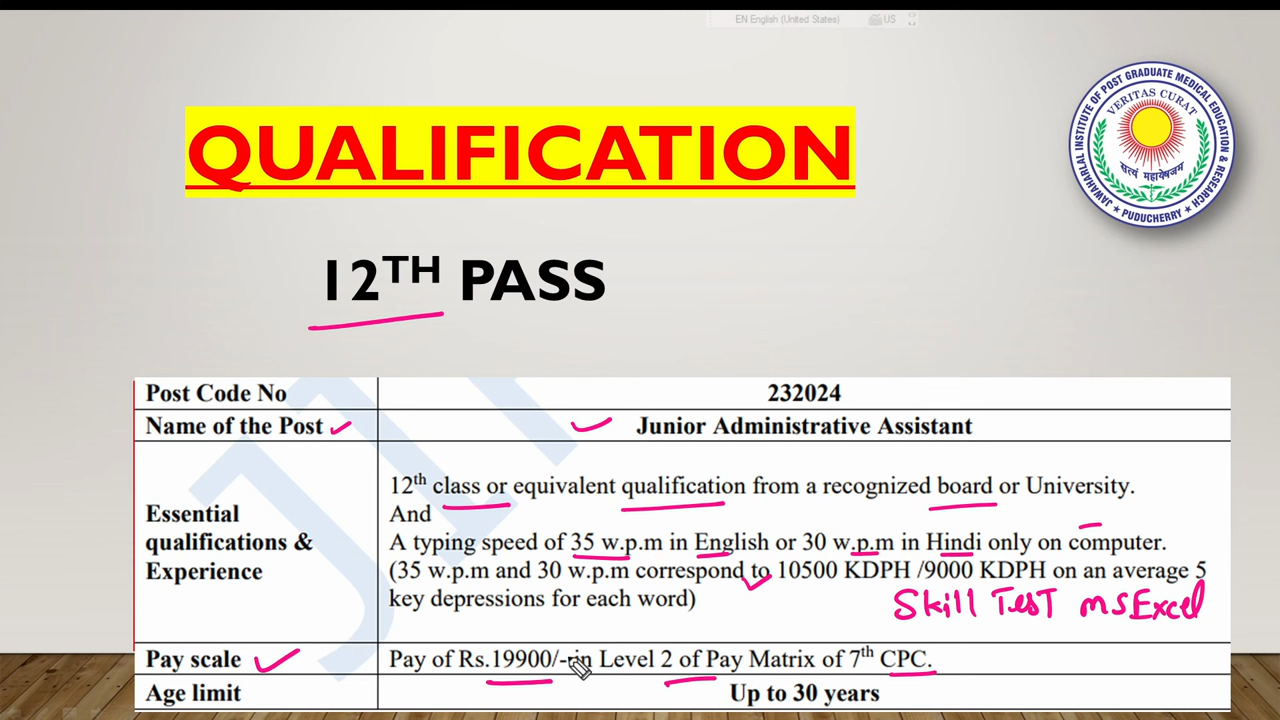 EN English (United States) US
QUALIFICATION
JAWAHARLAL INSTITUTE OF POST GRADUATE MEDICAL EDUCATION & RESEARCH
★ PUDUCHERRY ★
VERITAS CURAT
12TH PASS
Post Code No 232024
Name of the Post Junior Administrative Assistant
Essential qualifications & Experience
12th class or equivalent qualification from a recognized board or University.
And
A typing speed of 35 w.p.m in English or 30 w.p.m in Hindi only on computer.
(35 w.p.m and 30 w.p.m correspond to 10500 KDPH /9000 KDPH on an average 5
key depressions for each word)
Skill Test msExcel
Pay scale Pay of Rs.19900/- in Level 2 of Pay Matrix of 7th CPC.
Age limit Up to 30 years